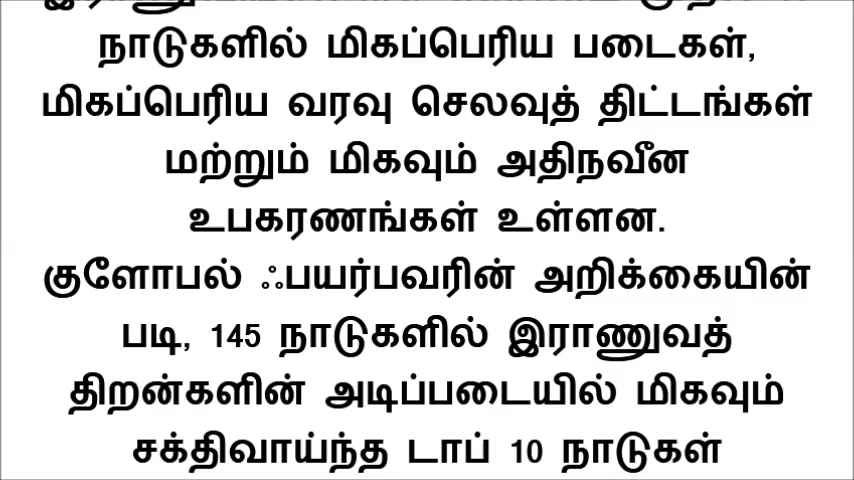 நாடுகளில் மிகப்பெரிய படைகள்,
மிகப்பெரிய வரவு செலவுத் திட்டங்கள்
மற்றும் மிகவும் அதிநவீன
உபகரணங்கள் உள்ளன.
குளோபல் ஃபயர்பவரின் அறிக்கையின்
படி, 145 நாடுகளில் இராணுவத்
திறன்களின் அடிப்படையில் மிகவும்
சக்திவாய்ந்த டாப் 10 நாடுகள்